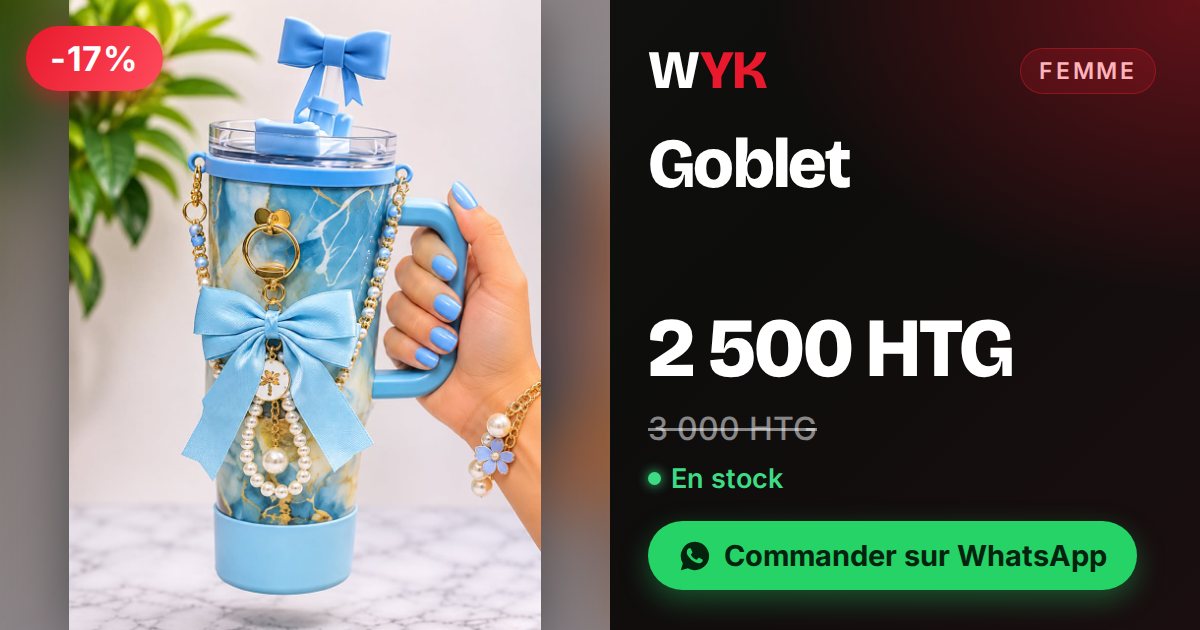 -17%
WYK
FEMME
Goblet
2 500 HTG
3 000 HTG
En stock
Commander sur WhatsApp